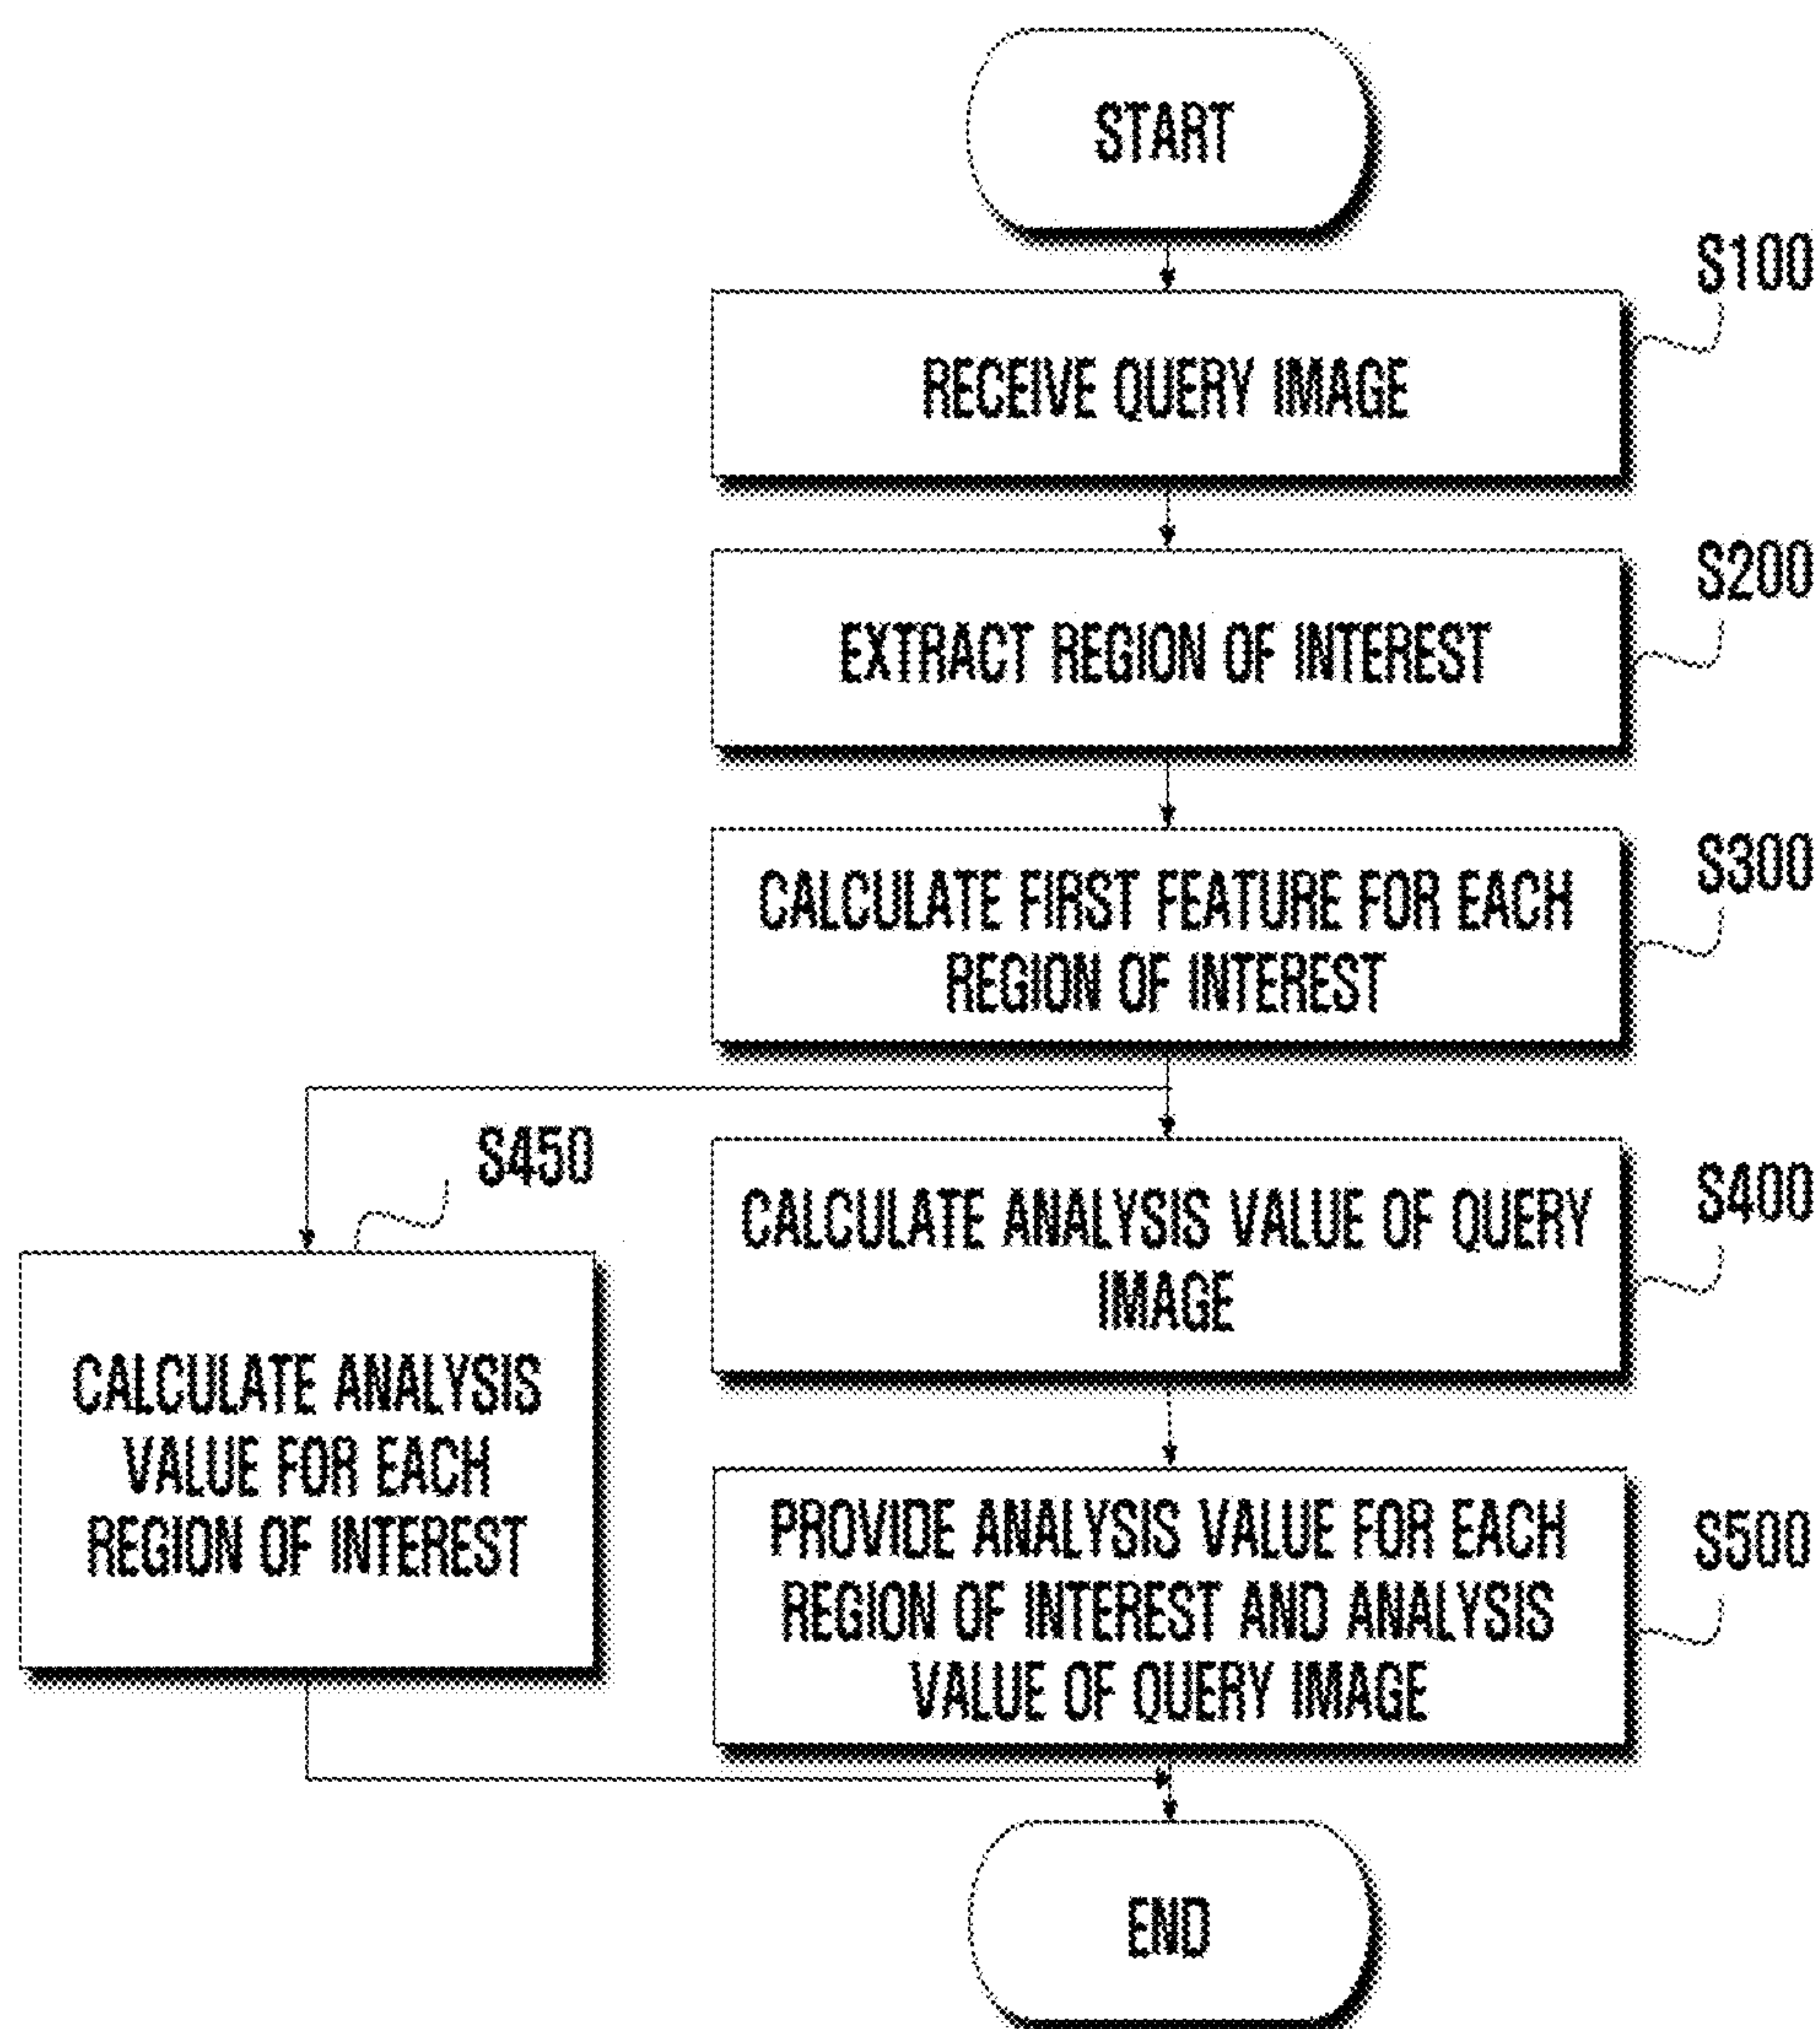 START
S100
RECEIVE QUERY IMAGE
S200
EXTRACT REGION OF INTEREST
S300
CALCULATE FIRST FEATURE FOR EACH
REGION OF INTEREST
S450
CALCULATE ANALYSIS
VALUE FOR EACH
REGION OF INTEREST
S400
CALCULATE ANALYSIS VALUE OF QUERY
IMAGE
S500
PROVIDE ANALYSIS VALUE FOR EACH
REGION OF INTEREST AND ANALYSIS
VALUE OF QUERY IMAGE
END